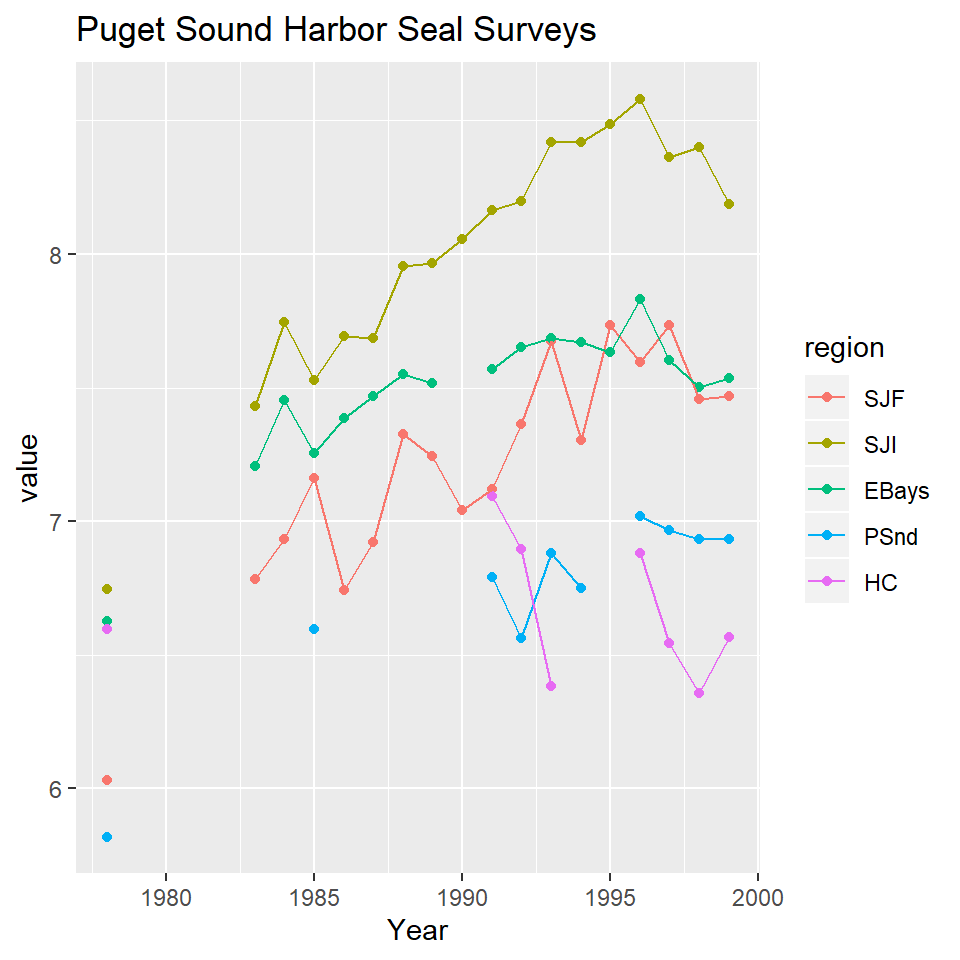 Puget Sound Harbor Seal Surveys
value
8
7
6
1980 1985 1990 1995 2000
Year
region
SJF
SJI
EBays
PSnd
HC